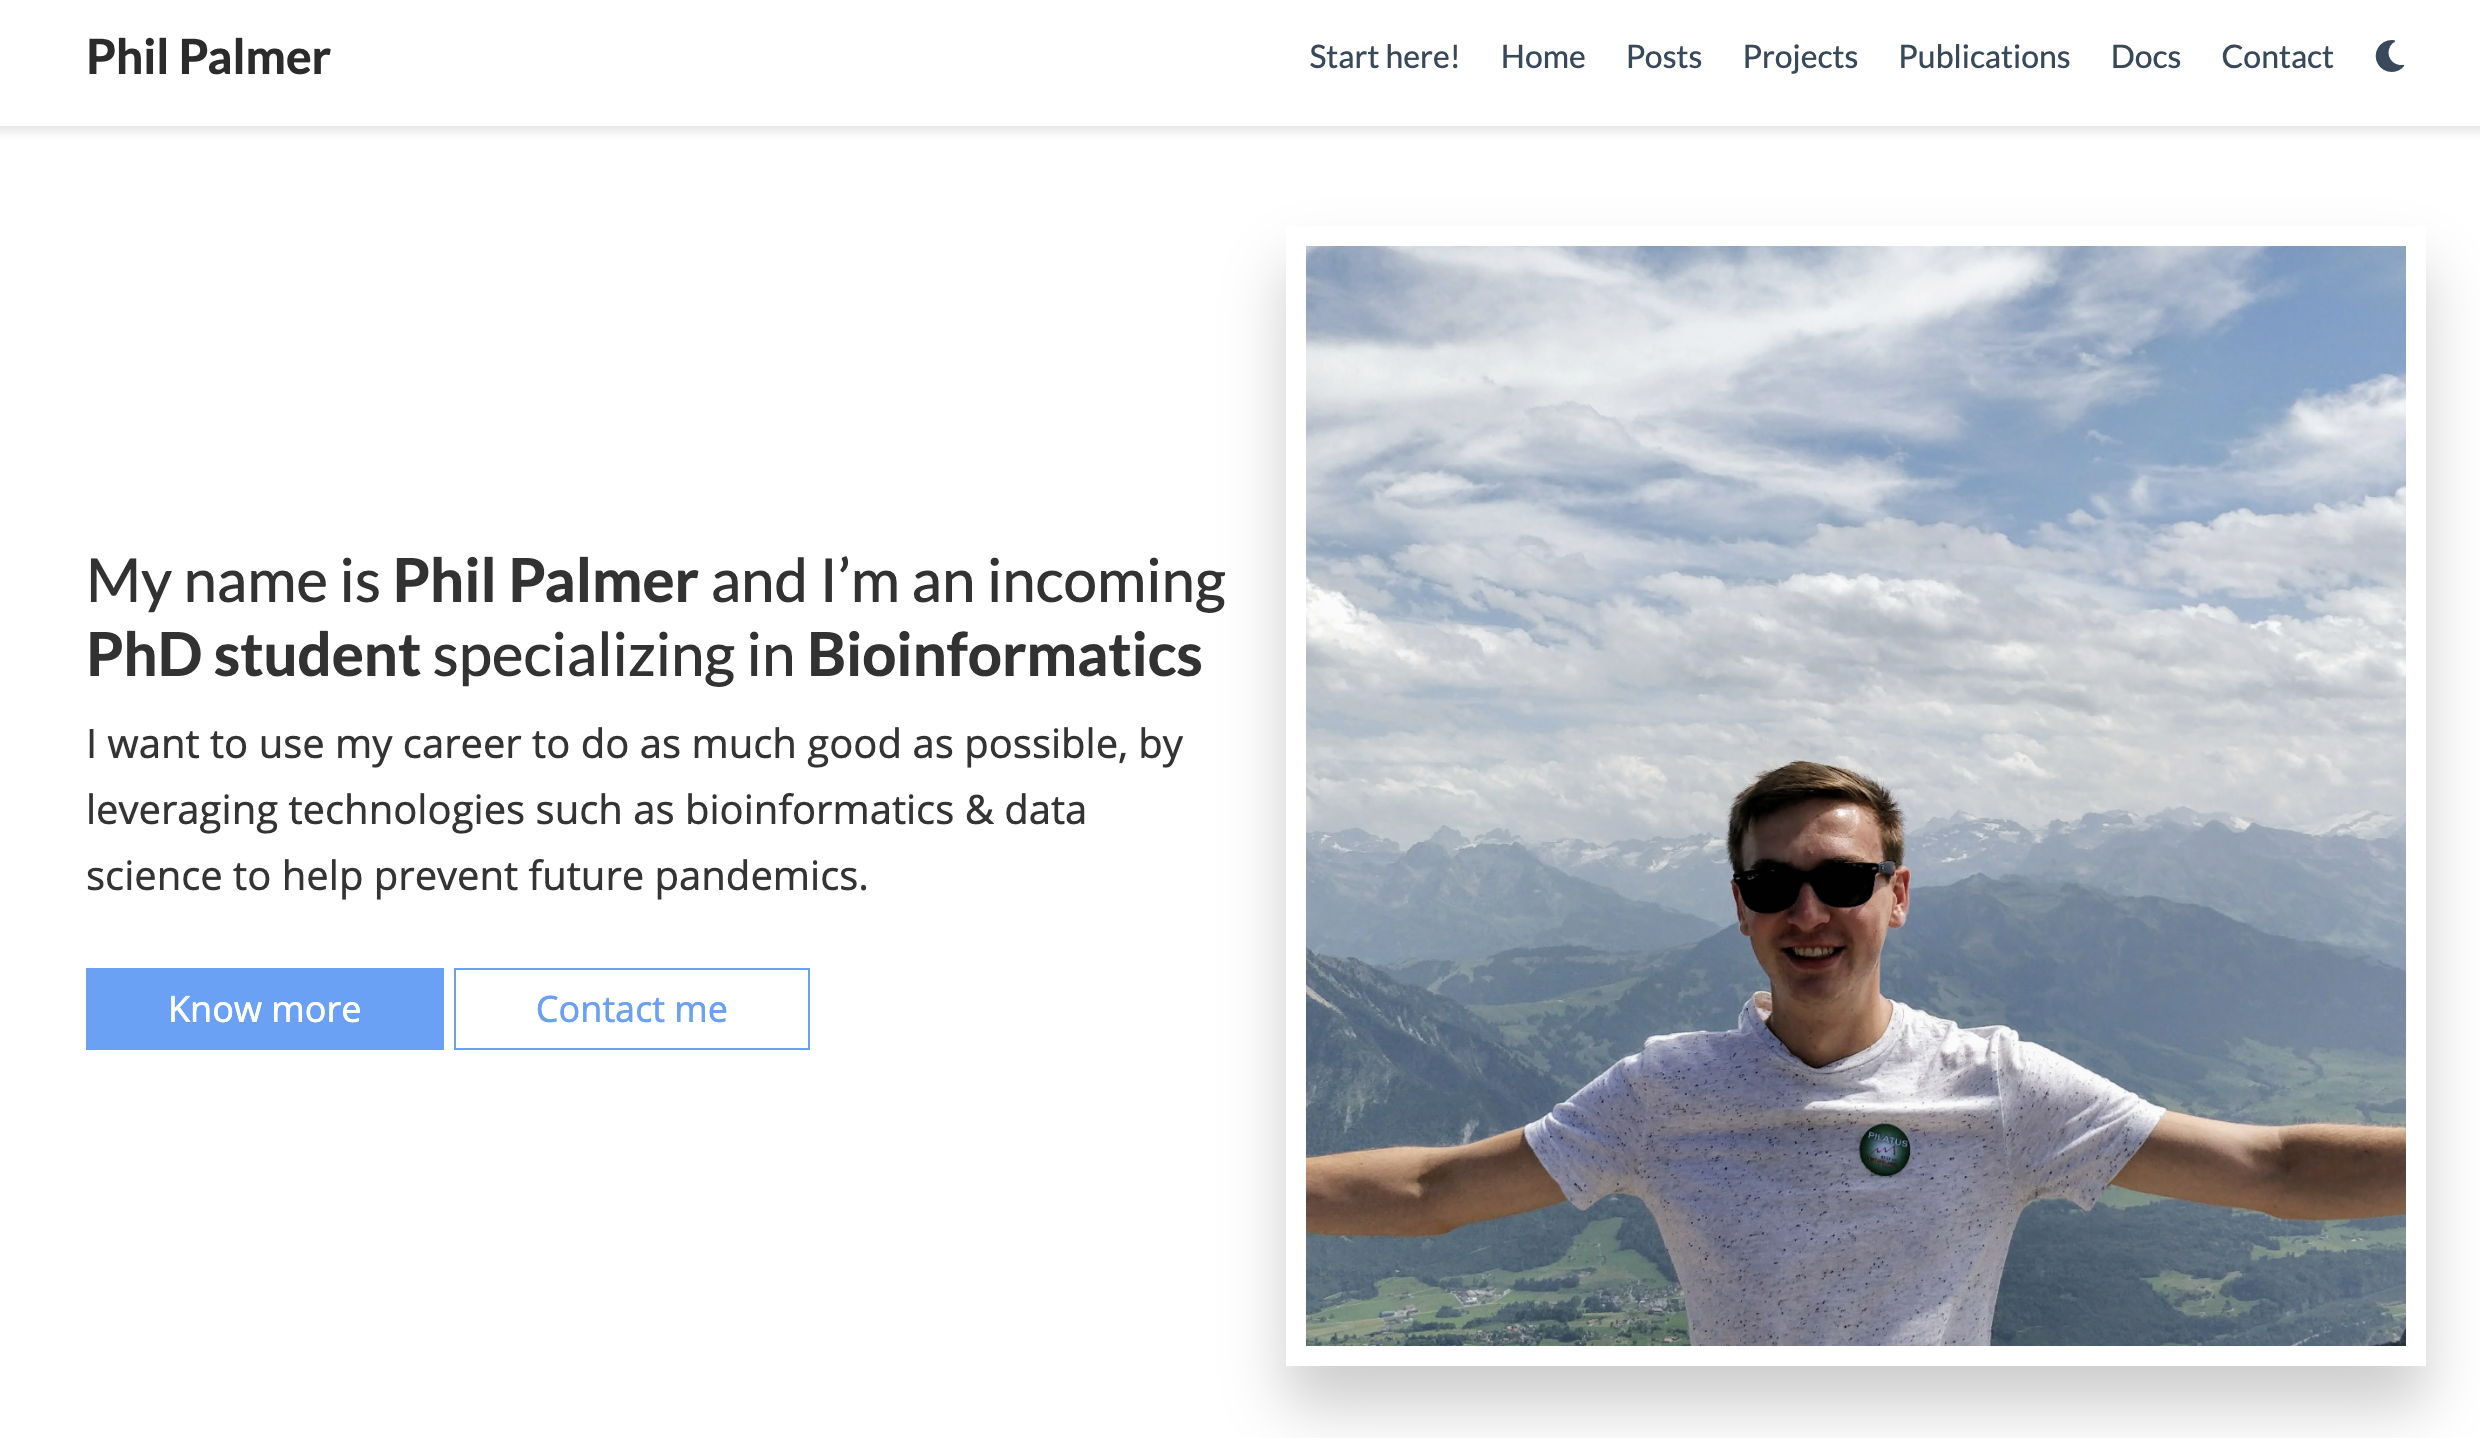 Phil Palmer
Start here! Home Posts Projects Publications Docs Contact
My name is Phil Palmer and I’m an incoming
PhD student specializing in Bioinformatics
I want to use my career to do as much good as possible, by
leveraging technologies such as bioinformatics & data
science to help prevent future pandemics.
Know more
Contact me
PILATUS